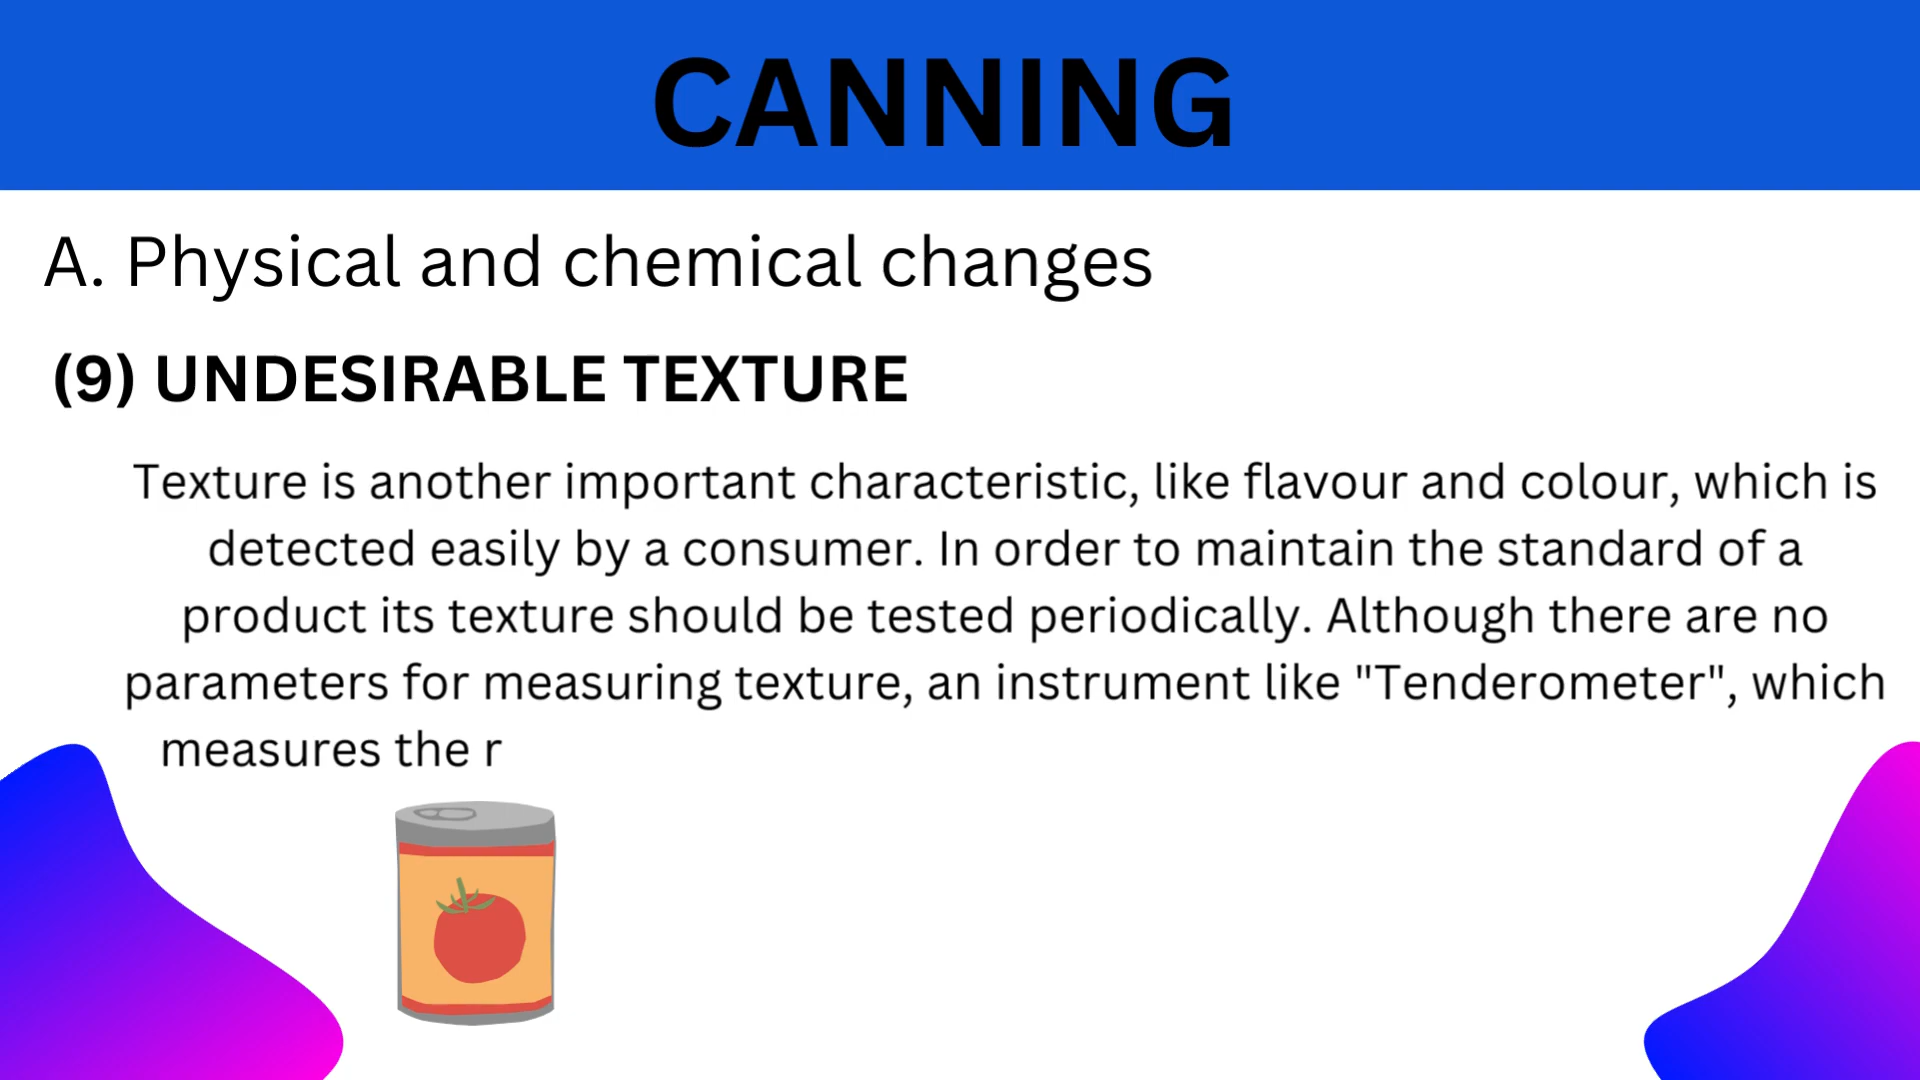 CANNING
A. Physical and chemical changes
(9) UNDESIRABLE TEXTURE
Texture is another important characteristic, like flavour and colour, which is
detected easily by a consumer. In order to maintain the standard of a
product its texture should be tested periodically. Although there are no
parameters for measuring texture, an instrument like "Tenderometer", which
measures the r